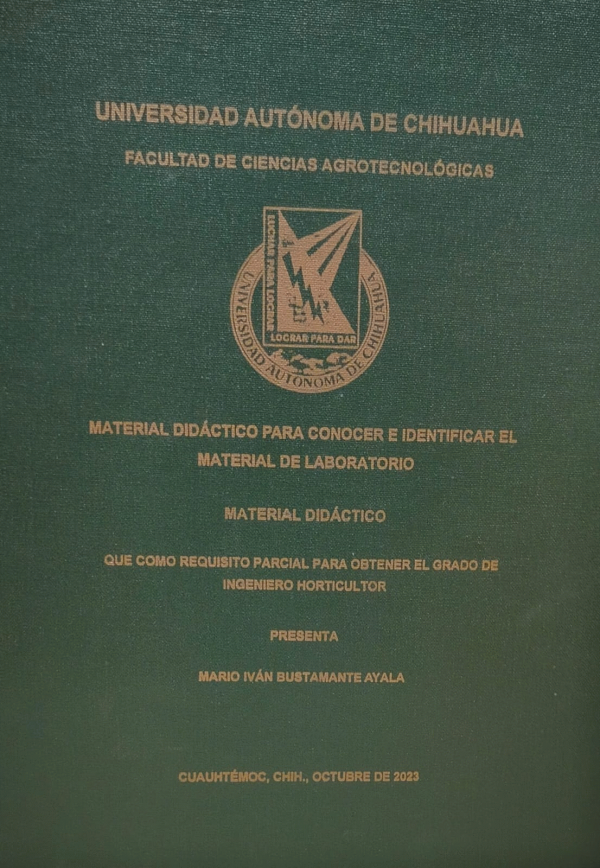 UNIVERSIDAD AUTÓNOMA DE CHIHUAHUA
FACULTAD DE CIENCIAS AGROTECNOLÓGICAS
LUCHAR PARA LOGRAR
LOGRAR PARA DAR
UNIVERSIDAD AUTONOMA DE CHIHUAHUA
MATERIAL DIDÁCTICO PARA CONOCER E IDENTIFICAR EL
MATERIAL DE LABORATORIO
MATERIAL DIDÁCTICO
QUE COMO REQUISITO PARCIAL PARA OBTENER EL GRADO DE
INGENIERO HORTICULTOR
PRESENTA
MARIO IVÁN BUSTAMANTE AYALA
CUAUHTÉMOC, CHIH., OCTUBRE DE 2023